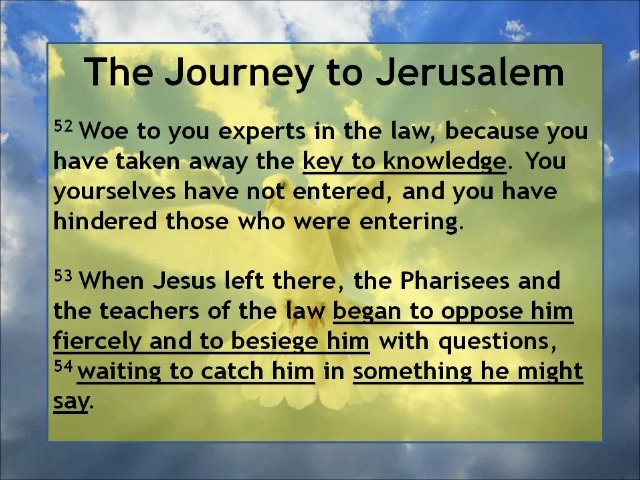 The Journey to Jerusalem
52 Woe to you experts in the law, because you
have taken away the key to knowledge. You
yourselves have not entered, and you have
hindered those who were entering.
53 When Jesus left there, the Pharisees and
the teachers of the law began to oppose him
fiercely and to besiege him with questions,
54 waiting to catch him in something he might
say.